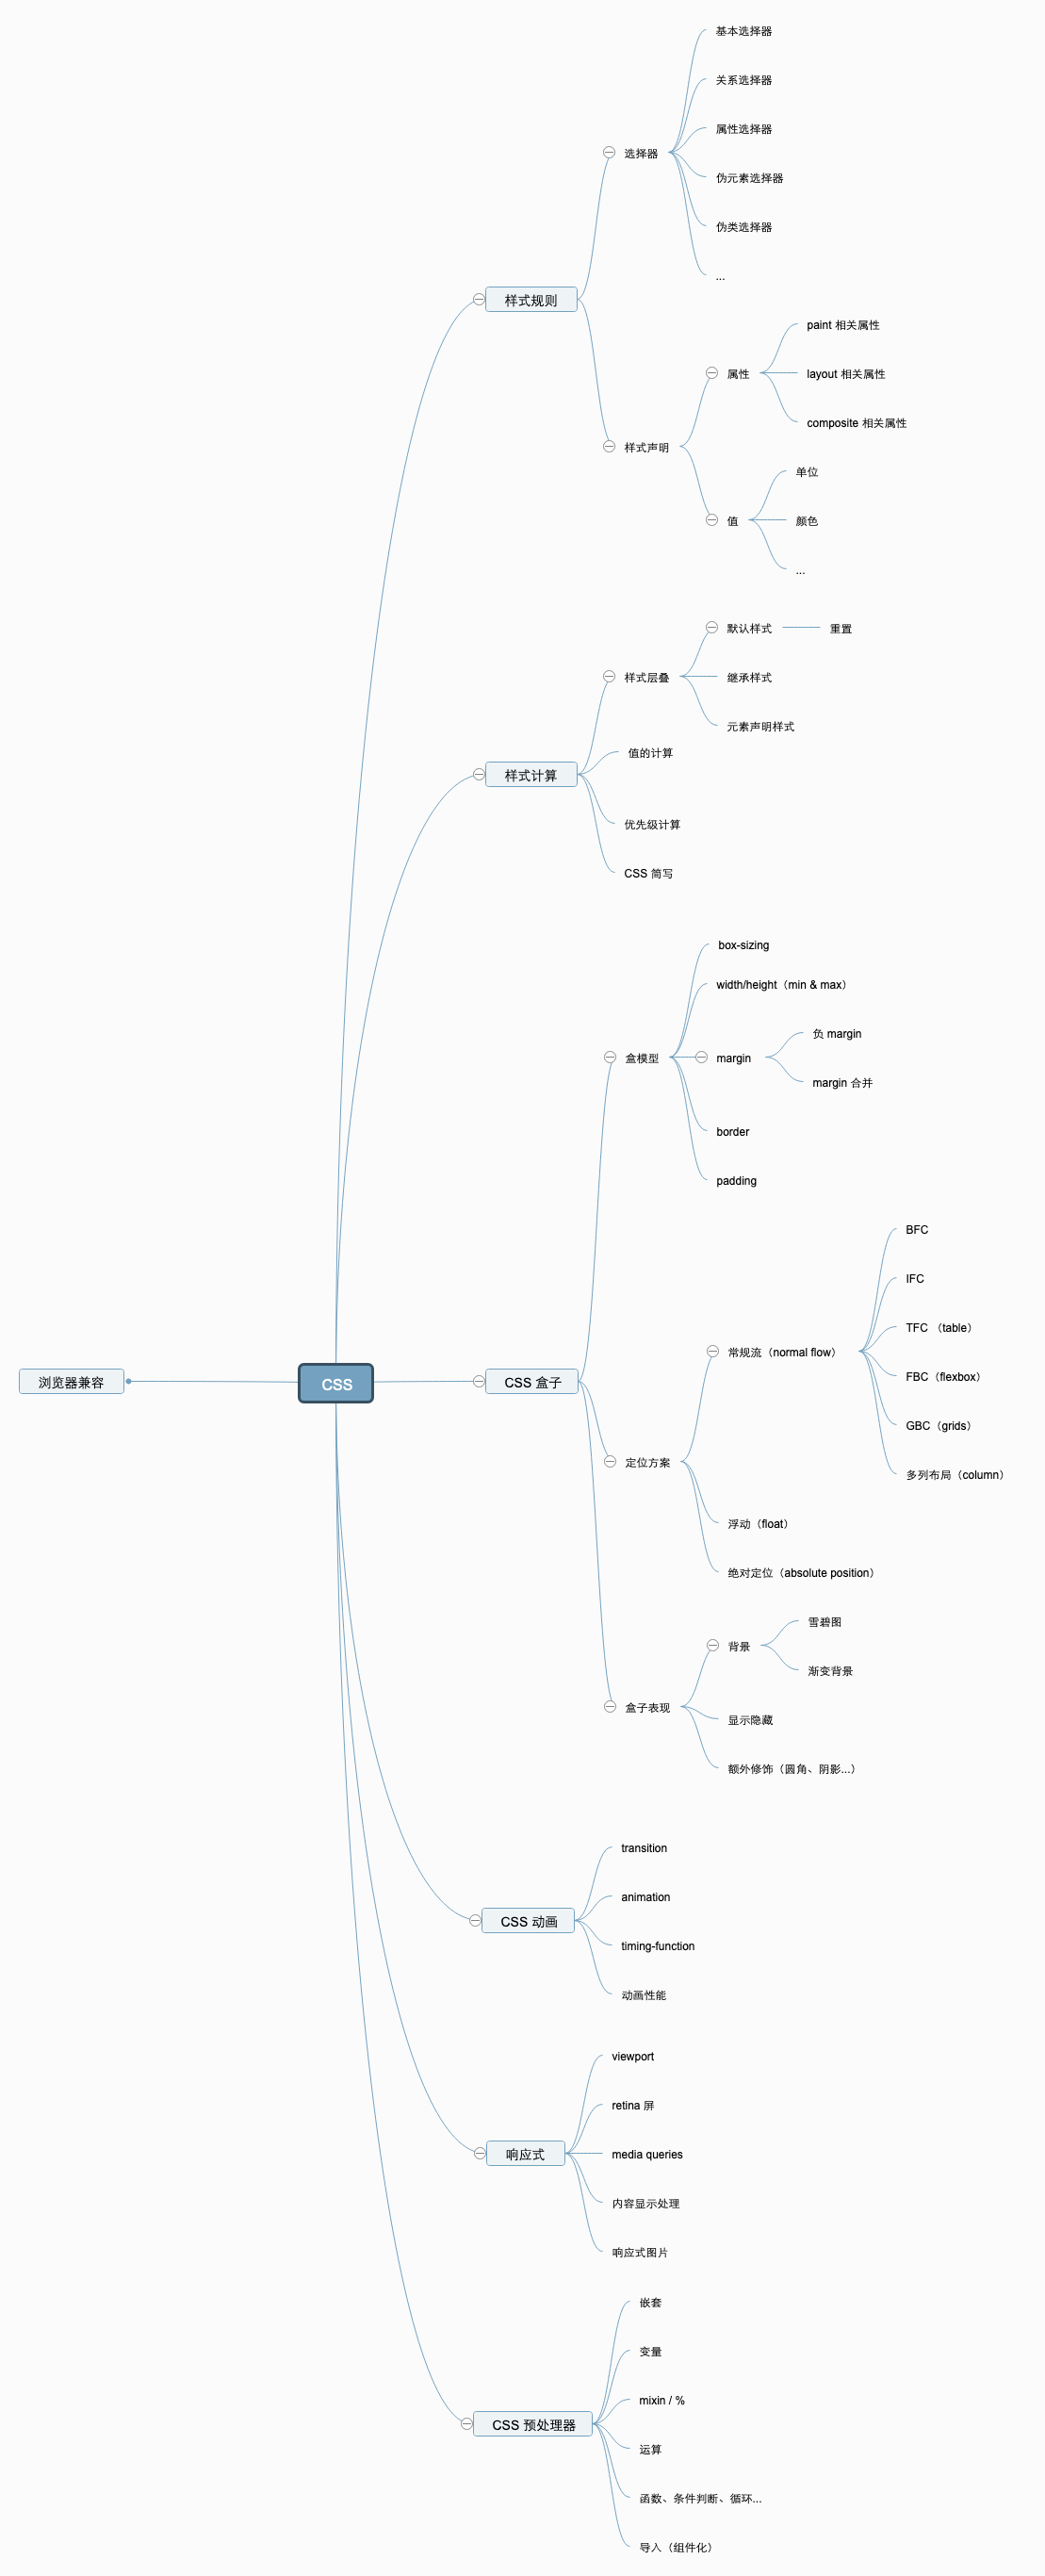 基本选择器
关系选择器
属性选择器
选择器
伪元素选择器
伪类选择器
...
样式规则
paint 相关属性
属性
layout 相关属性
composite 相关属性
样式声明
单位
值
颜色
...
默认样式
重置
样式层叠
继承样式
元素声明样式
值的计算
样式计算
优先级计算
CSS 简写
box-sizing
width/height（min & max）
负 margin
盒模型
margin
margin 合并
border
padding
BFC
IFC
TFC （table）
常规流（normal flow）
FBC（flexbox）
浏览器兼容
CSS
CSS 盒子
GBC（grids）
定位方案
多列布局（column）
浮动（float）
绝对定位（absolute position）
雪碧图
背景
渐变背景
盒子表现
显示隐藏
额外修饰（圆角、阴影...）
transition
animation
CSS 动画
timing-function
动画性能
viewport
retina 屏
响应式
media queries
内容显示处理
响应式图片
嵌套
变量
mixin / %
CSS 预处理器
运算
函数、条件判断、循环...
导入（组件化）